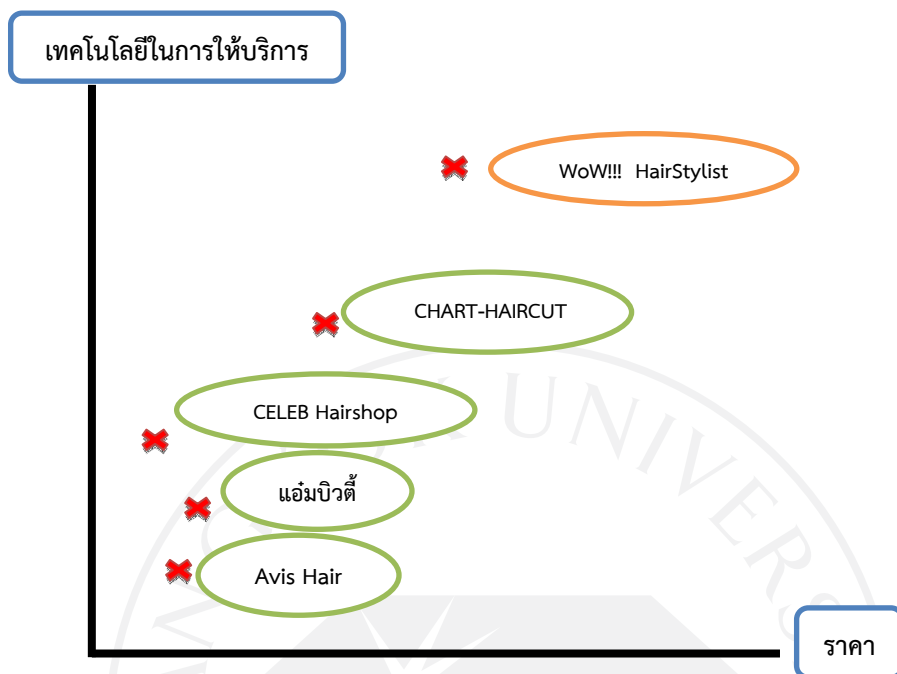 เทคโนโลยีในการให้บริการ
WoW!!! HairStylist
CHART-HAIRCUT
CELEB Hairshop
แอ๋มบิวตี้
Avis Hair
ราคา